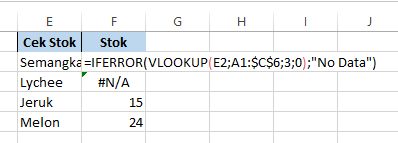 E F G H I J
Cek Stok Stok
Semangka =IFERROR(VLOOKUP(E2;A1:$C$6;3;0);"No Data")
Lychee #N/A
Jeruk 15
Melon 24